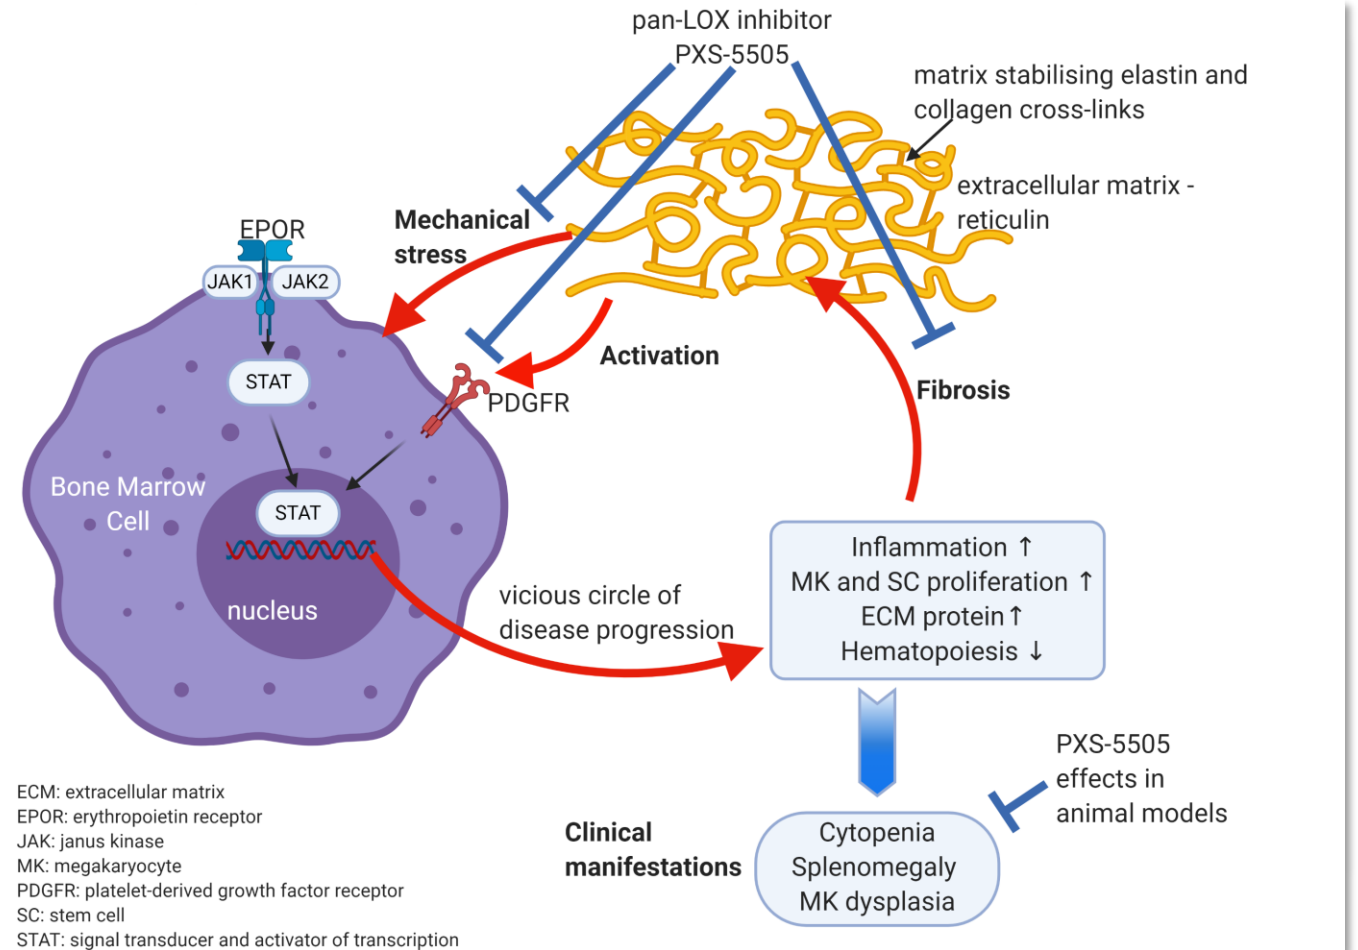 pan-LOX inhibitor
PXS-5505
matrix stabilising elastin and
collagen cross-links
extracellular matrix -
reticulin
Mechanical
stress
EPOR
JAK1
JAK2
STAT
Activation
PDGFR
Fibrosis
Bone Marrow
Cell
STAT
nucleus
vicious circle of
disease progression
Inflammation ↑
MK and SC proliferation ↑
ECM protein↑
Hematopoiesis ↓
PXS-5505
effects in
animal models
Clinical
manifestations
Cytopenia
Splenomegaly
MK dysplasia
ECM: extracellular matrix
EPOR: erythropoietin receptor
JAK: janus kinase
MK: megakaryocyte
PDGFR: platelet-derived growth factor receptor
SC: stem cell
STAT: signal transducer and activator of transcription